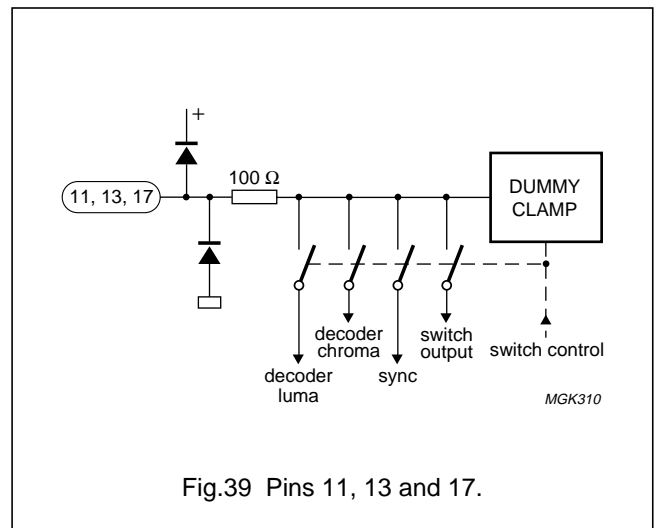 +
100 Ω
11, 13, 17
DUMMY
CLAMP
decoder
chroma
switch
output
switch control
decoder
luma
sync
MGK310
Fig.39 Pins 11, 13 and 17.